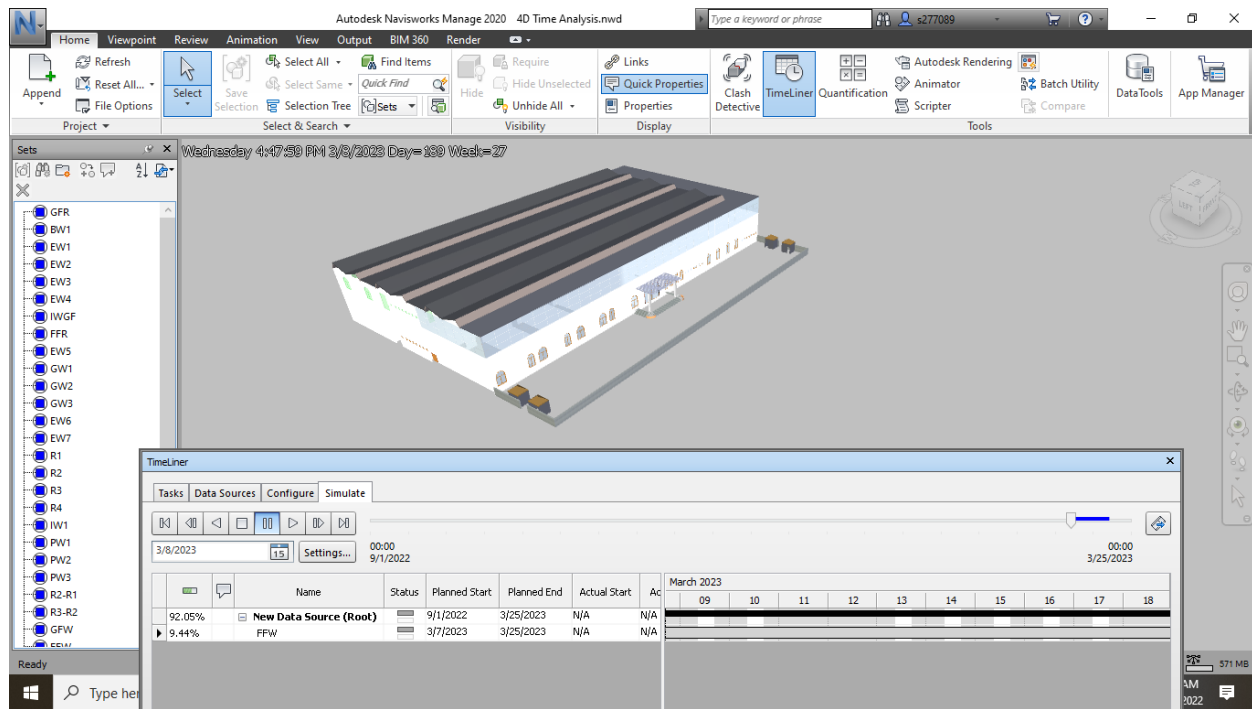 Autodesk Navisworks Manage 2020 4D Time Analysis.nwd
Type a keyword or phrase
s277089
Home Viewpoint Review Animation View Output BIM 360 Render
Append
Refresh
Reset All...
File Options
Project
Select
Save Selection
Select All
Select Same
Selection Tree
Find Items
Quick Find
Sets
Select & Search
Hide
Require
Hide Unselected
Unhide All
Visibility
Links
Quick Properties
Properties
Display
Clash Detective
TimeLiner
Quantification
Autodesk Rendering
Animator
Scripter
Batch Utility
Compare
Tools
DataTools
App Manager
Sets
Wednesday 4:47:59 PM 3/8/2023 Day=189 Week=27
GFR
BW1
EW1
EW2
EW3
EW4
IWGF
FFR
EW5
GW1
GW2
GW3
EW6
EW7
R1
R2
R3
R4
IW1
PW1
PW2
PW3
R2-R1
R3-R2
GFW
FFW
LEFT
TimeLiner
Tasks Data Sources Configure Simulate
3/8/2023
15
Settings...
00:00
9/1/2022
00:00
3/25/2023
Name Status Planned Start Planned End Actual Start Ac
92.05% New Data Source (Root) 9/1/2022 3/25/2023 N/A N/A
9.44% FFW 3/7/2023 3/25/2023 N/A N/A
March 2023
09 10 11 12 13 14 15 16 17 18
Ready
571 MB
Type her
AM
2022